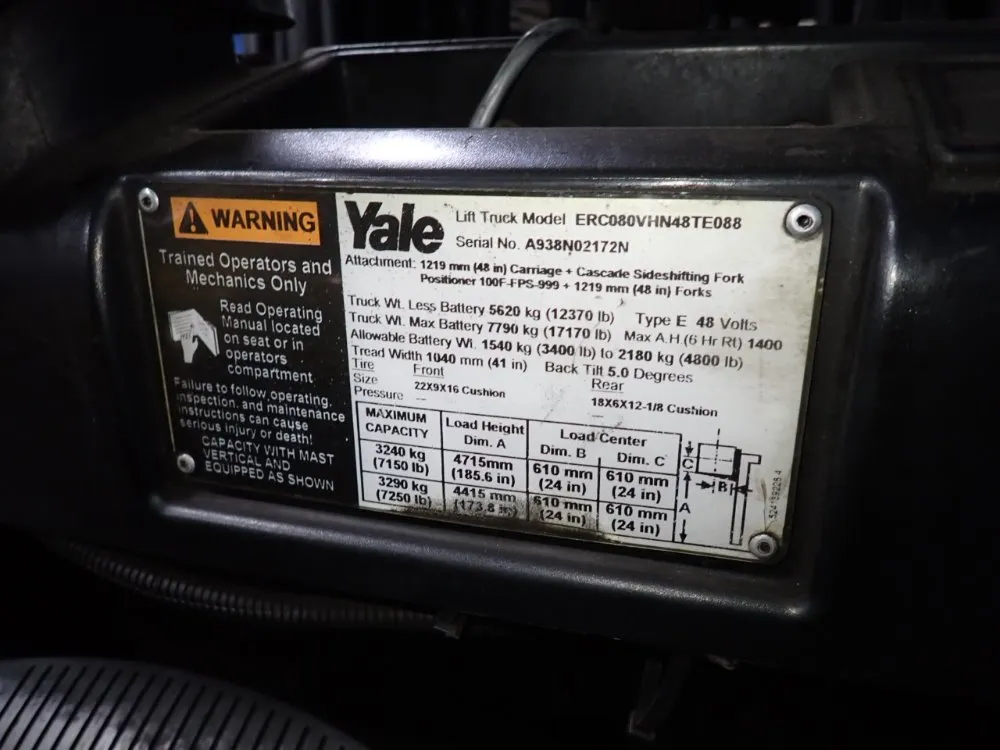 WARNING
Trained Operators and
Mechanics Only
Read Operating
Manual located
on seat or in
operators
compartment
Failure to follow operating,
inspection, and maintenance
instructions can cause
serious injury or death!
CAPACITY WITH MAST
VERTICAL AND
EQUIPPED AS SHOWN
Yale
Lift Truck Model ERC080VHN48TE088
Serial No. A938N02172N
Attachment: 1219 mm (48 in) Carriage + Cascade Sideshifting Fork
Positioner 100F-FPS-999 + 1219 mm (48 in) Forks
Truck Wt. Less Battery 5620 kg (12370 lb) Type E 48 Volts
Truck Wt. Max Battery 7790 kg (17170 lb) Max A.H (6 Hr Rt) 1400
Allowable Battery Wt. 1540 kg (3400 lb) to 2180 kg (4800 lb)
Tread Width 1040 mm (41 in) Back Tilt 5.0 Degrees
Tire Front Rear
Size 22X9X16 Cushion 18X6X12-1/8 Cushion
Pressure — —
MAXIMUM CAPACITY Load Height Dim. A Load Center Dim. B Dim. C
3240 kg (7150 lb) 4715mm (185.6 in) 610 mm (24 in) 610 mm (24 in)
3290 kg (7250 lb) 4415 mm (173.8 in) 610 mm (24 in) 610 mm (24 in)
C
B
A